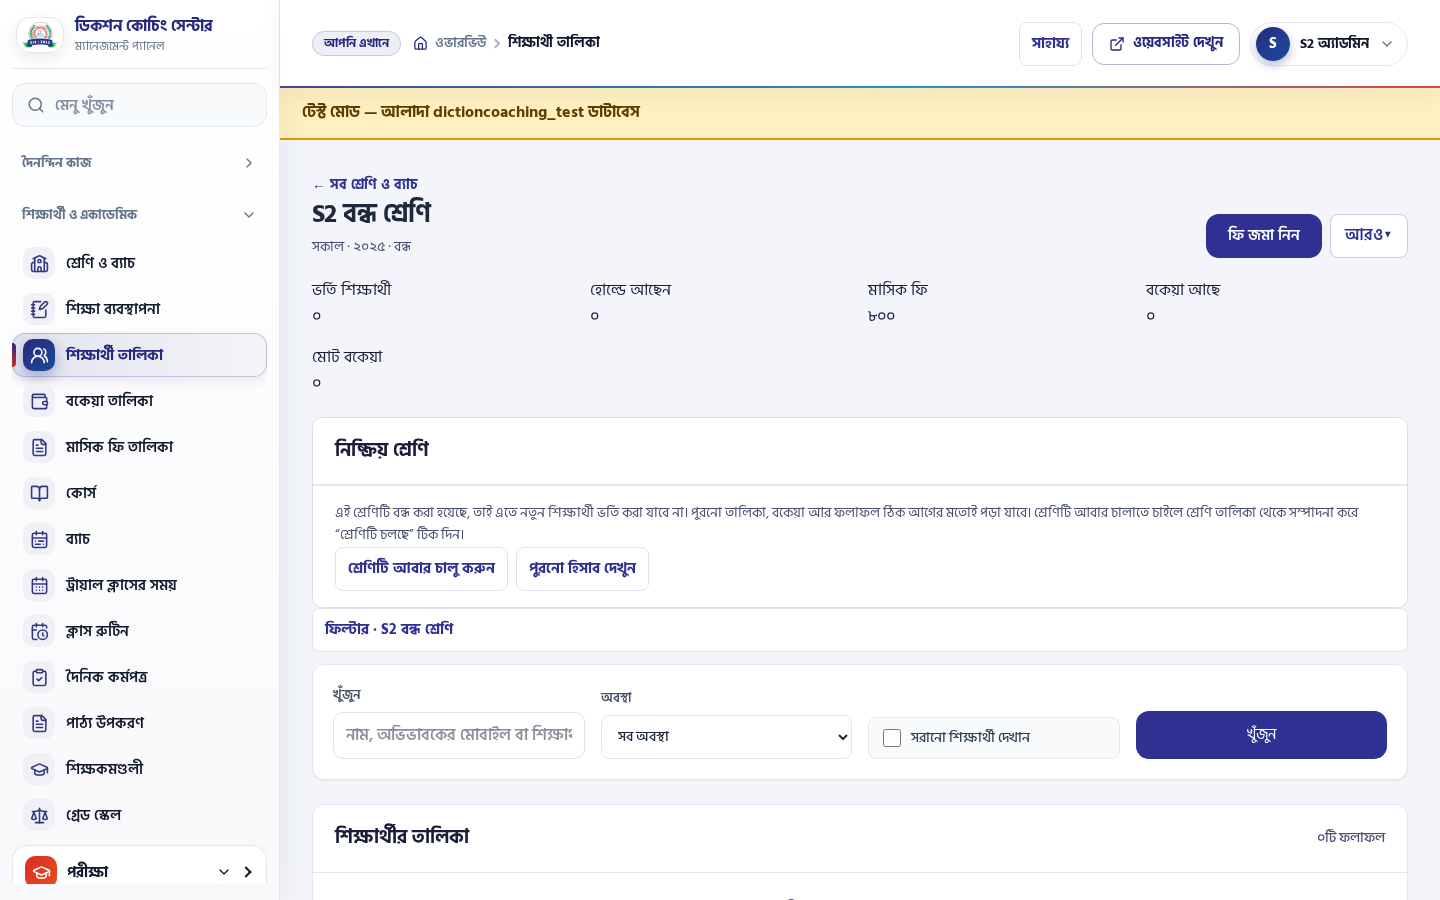 ডিকশন কোচিং সেন্টার
ম্যানেজমেন্ট প্যানেল
মেনু খুঁজুন
দৈনন্দিন কাজ
শিক্ষার্থী ও একাডেমিক
শ্রেণি ও ব্যাচ
শিক্ষা ব্যবস্থাপনা
শিক্ষার্থী তালিকা
বকেয়া তালিকা
মাসিক ফি তালিকা
কোর্স
ব্যাচ
ট্রায়াল ক্লাসের সময়
ক্লাস রুটিন
দৈনিক কর্মপত্র
পাঠ্য উপকরণ
শিক্ষকমণ্ডলী
গ্রেড স্কেল
পরীক্ষা
আপনি এখানে ওভারভিউ শিক্ষার্থী তালিকা
সাহায্য ওয়েবসাইট দেখুন S S2 অ্যাডমিন
টেস্ট মোড — আলাদা dictioncoaching_test ডাটাবেস
← সব শ্রেণি ও ব্যাচ
S2 বন্ধ শ্রেণি
সকাল · ২০২৫ · বন্ধ
ফি জমা নিন আরও▾
ভর্তি শিক্ষার্থী হোল্ডে আছেন মাসিক ফি বকেয়া আছে
০ ০ ৮০০ ০
মোট বকেয়া
০
নিষ্ক্রিয় শ্রেণি
এই শ্রেণিটি বন্ধ করা হয়েছে, তাই এতে নতুন শিক্ষার্থী ভর্তি করা যাবে না। পুরনো তালিকা, বকেয়া আর ফলাফল ঠিক আগের মতোই পড়া যাবে। শ্রেণিটি আবার চালাতে চাইলে শ্রেণি তালিকা থেকে সম্পাদনা করে
“শ্রেণিটি চলছে” টিক দিন।
শ্রেণিটি আবার চালু করুন পুরনো হিসাব দেখুন
ফিল্টার · S2 বন্ধ শ্রেণি
খুঁজুন অবস্থা
নাম, অভিভাবকের মোবাইল বা সব অবস্থা সরানো শিক্ষার্থী দেখান খুঁজুন
শিক্ষার্থীর তালিকা ০টি ফলাফল